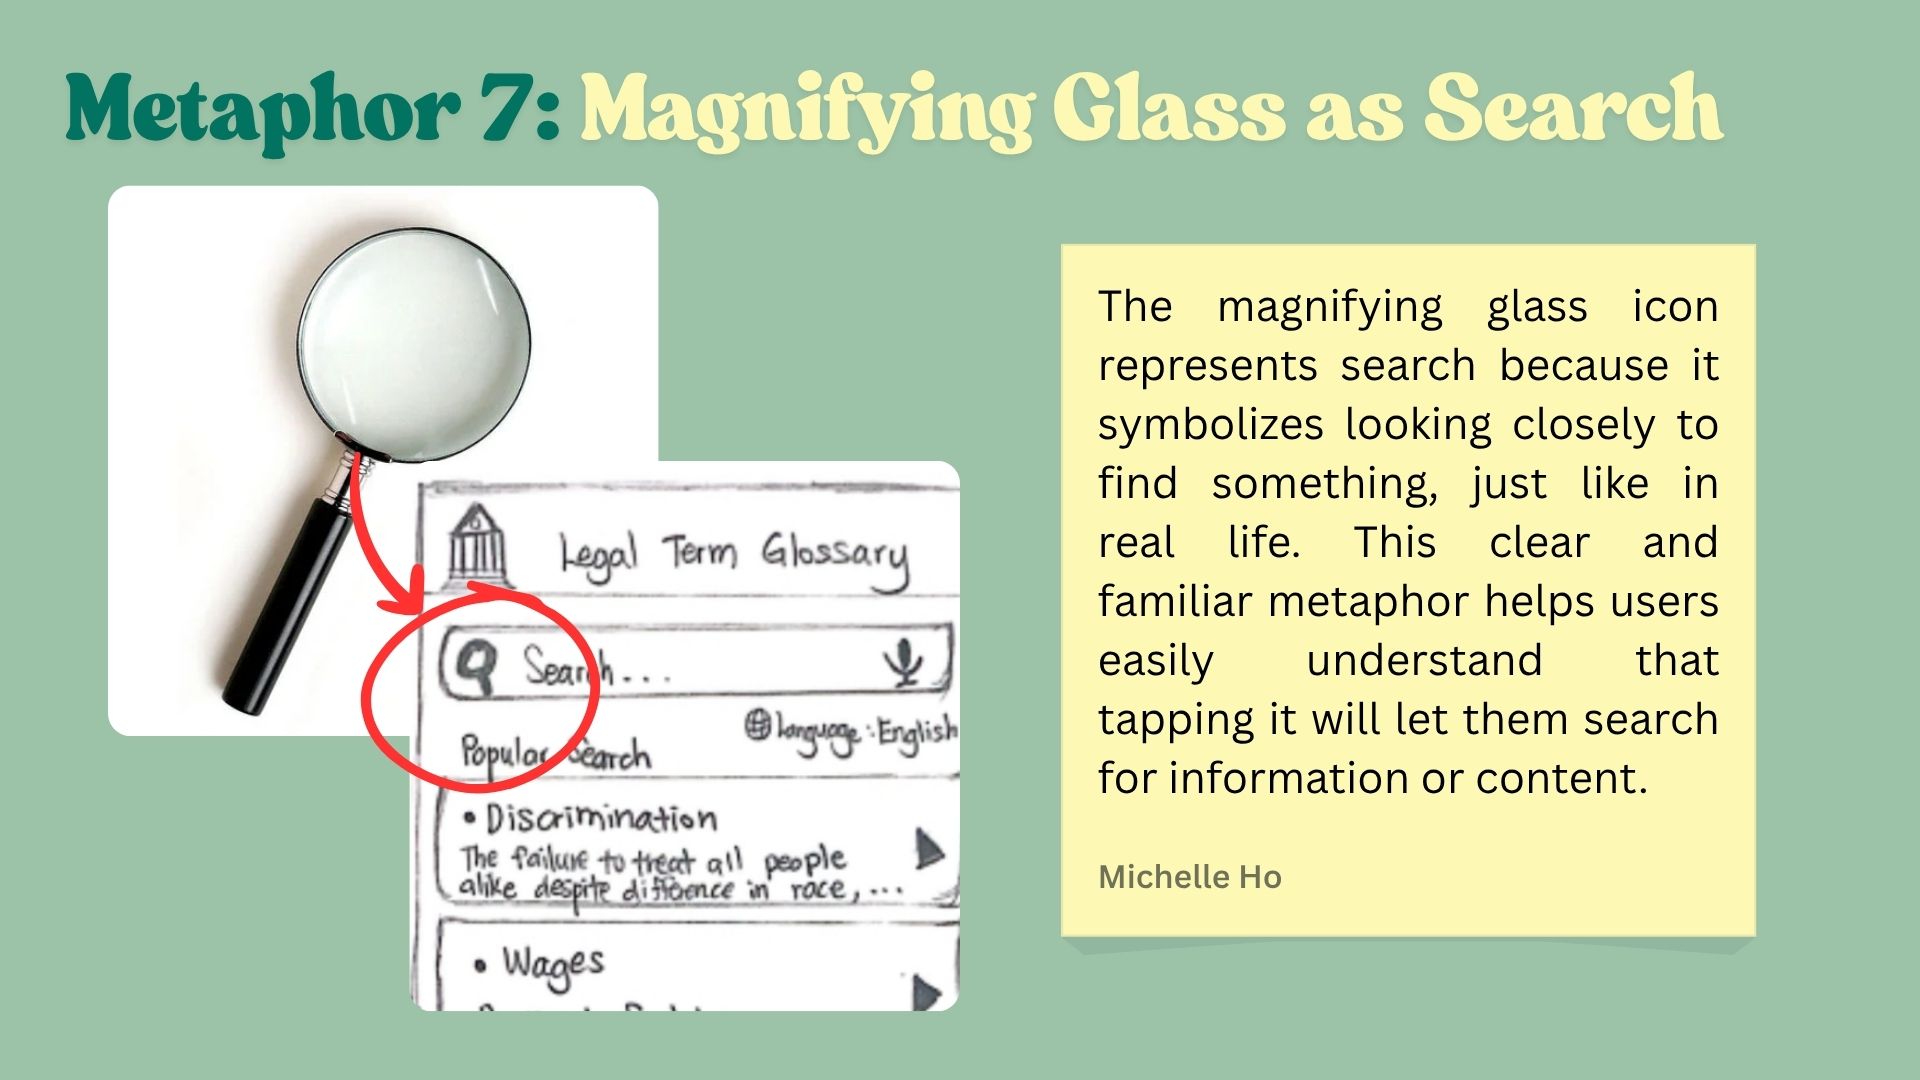 Metaphor 7: Magnifying Glass as Search
Legal Term Glossary
Search...
language: English
Popular Search
• Discrimination
The failure to treat all people
alike despite diffence in race,...
• Wages
The magnifying glass icon
represents search because it
symbolizes looking closely to
find something, just like in
real life. This clear and
familiar metaphor helps users
easily understand that
tapping it will let them search
for information or content.
Michelle Ho